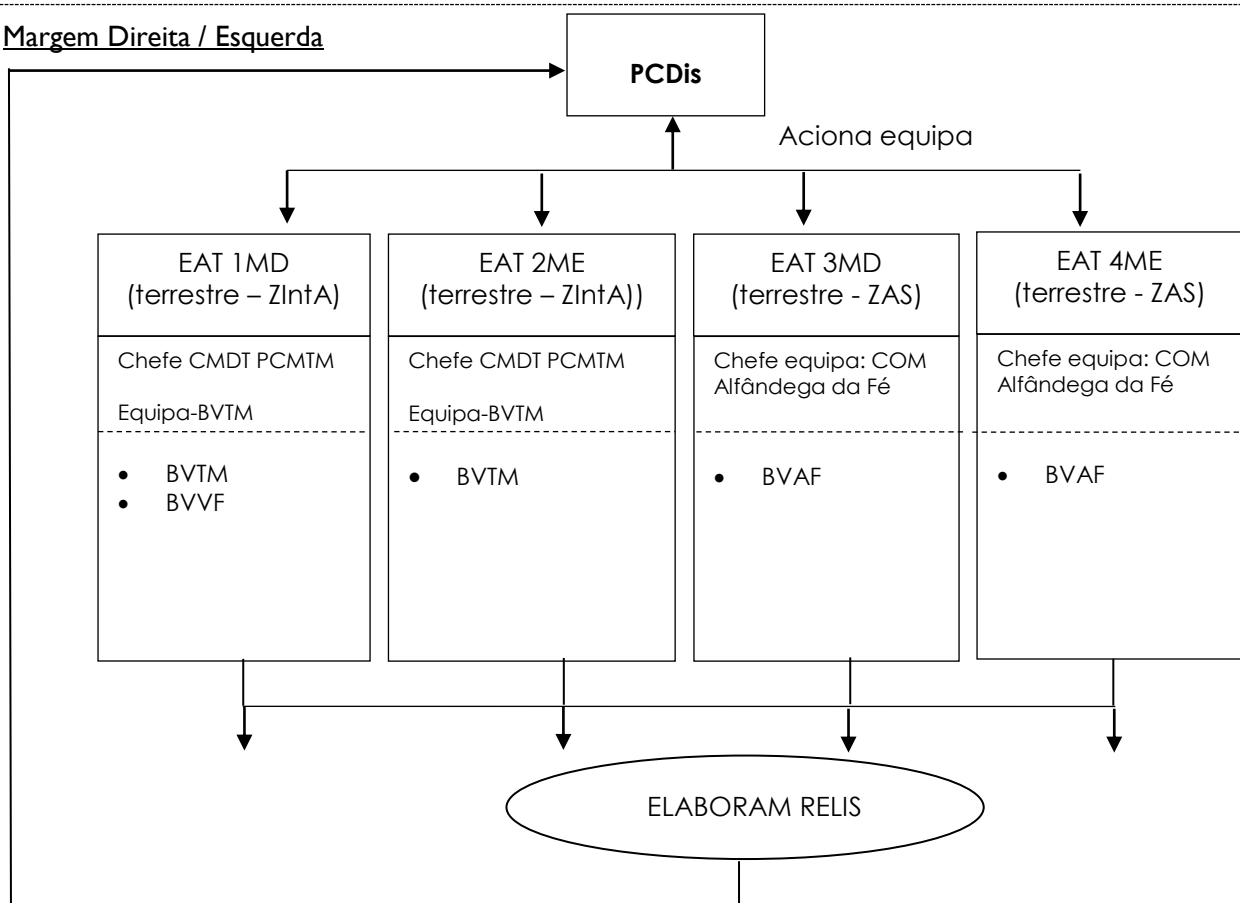 Margem Direita / Esquerda
PCDis
Aciona equipa
EAT 1MD
(terrestre – ZIntA)
Chefe CMDT PCMTM
Equipa-BVTM
• BVTM
• BVVF
EAT 2ME
(terrestre – ZIntA))
Chefe CMDT PCMTM
Equipa-BVTM
• BVTM
EAT 3MD
(terrestre - ZAS)
Chefe equipa: COM
Alfândega da Fé
• BVAF
EAT 4ME
(terrestre - ZAS)
Chefe equipa: COM
Alfândega da Fé
• BVAF
ELABORAM RELIS